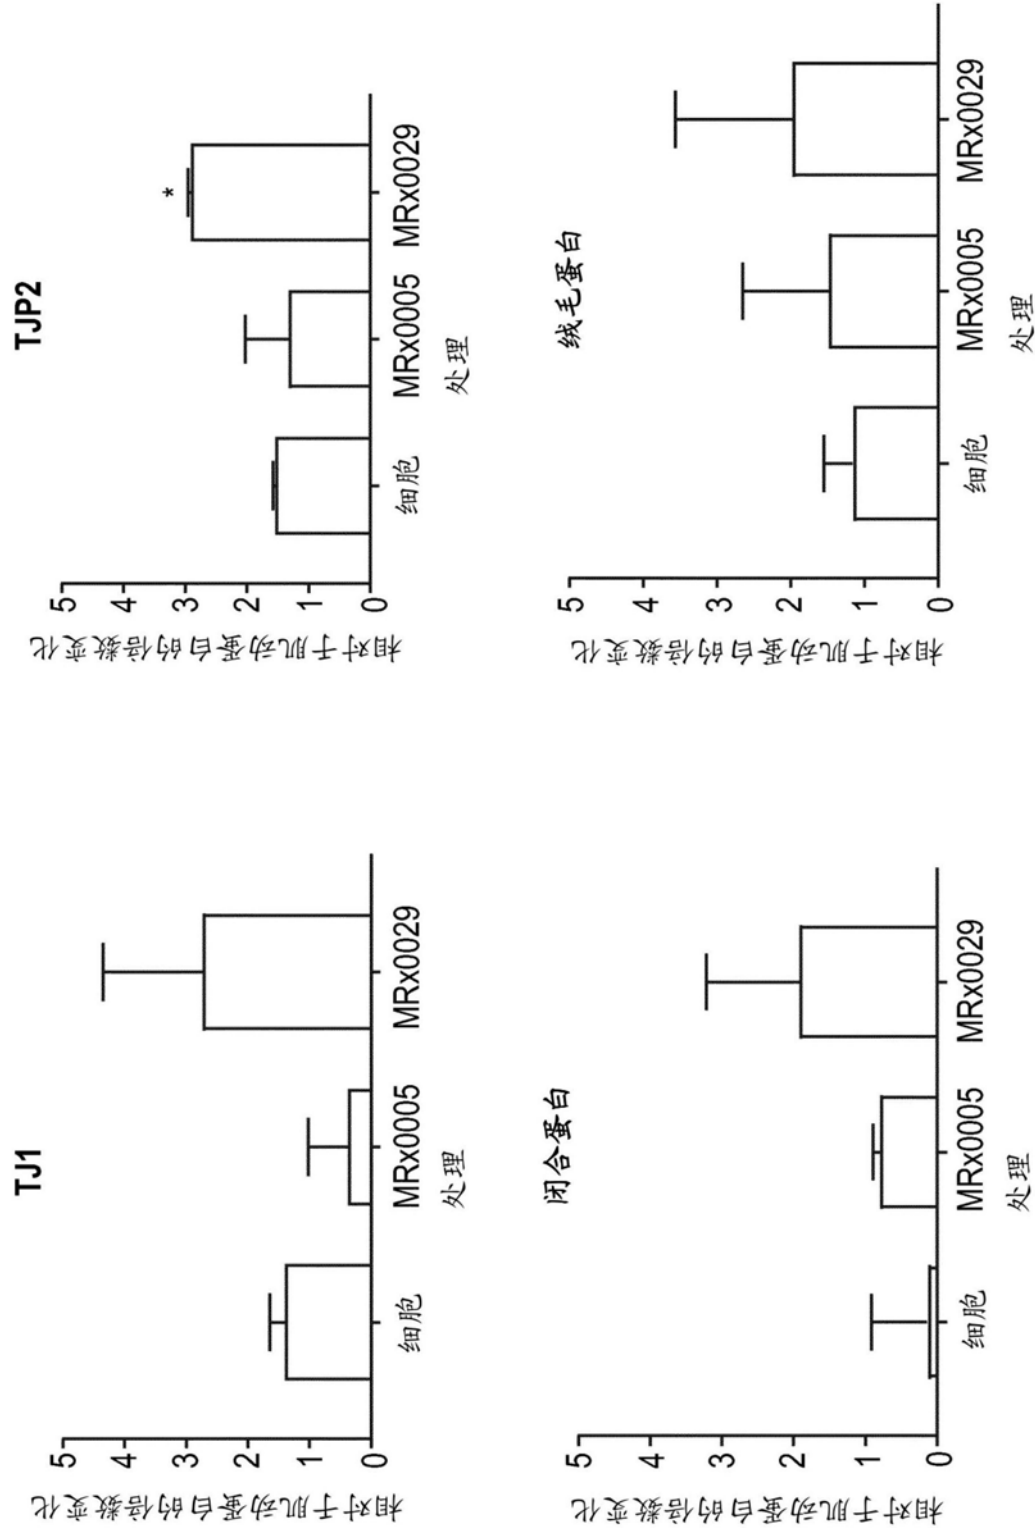 TJ1
相对于肌动蛋白的倍数变化
5
4
3
2
1
0
细胞
MRx0005
MRx0029
处理
TJP2
相对于肌动蛋白的倍数变化
5
4
3
2
1
0
*
细胞
MRx0005
MRx0029
处理
闭合蛋白
相对于肌动蛋白的倍数变化
5
4
3
2
1
0
细胞
MRx0005
MRx0029
处理
绒毛蛋白
相对于肌动蛋白的倍数变化
5
4
3
2
1
0
细胞
MRx0005
MRx0029
处理